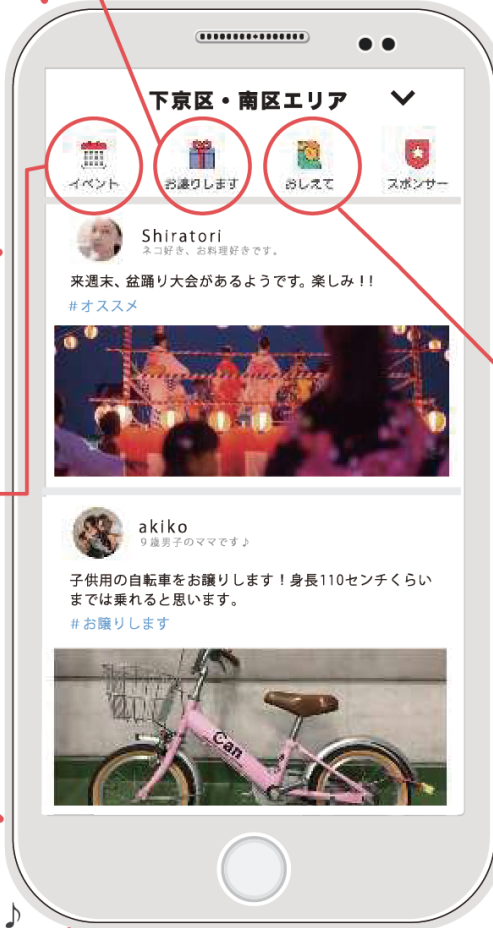 下京区・南区エリア
イベント お譲りします おしえて スポンサー
Shiratori
ネコ好き、お料理好きです。
来週末、盆踊り大会があるようです。楽しみ!!
#オススメ
akiko
9歳男子のママです♪
子供用の自転車をお譲りします！身長110センチくらい
までは乗れると思います。
#お譲りします
Can